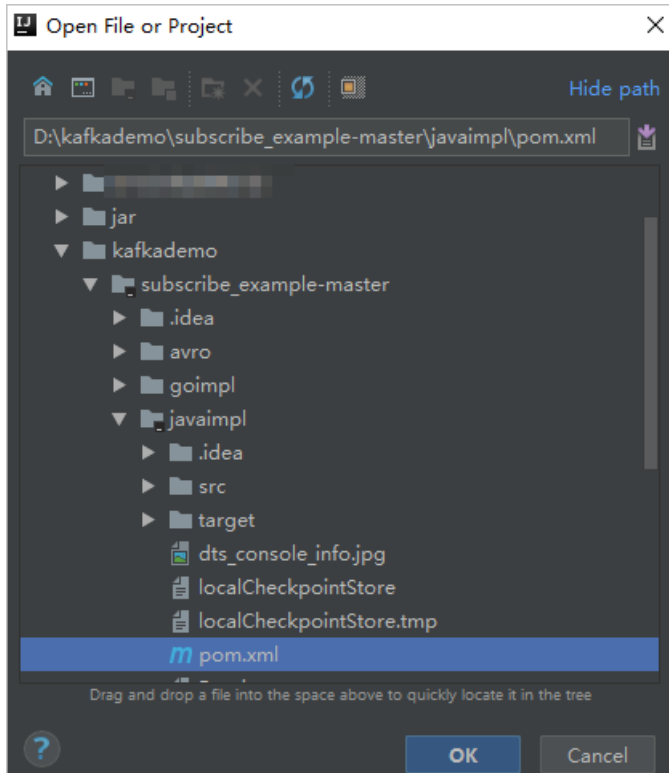 Open File or Project
Hide path
D:\kafkademo\subscribe_example-master\javaimpl\pom.xml
jar
kafkademo
subscribe_example-master
.idea
avro
goimpl
javaimpl
.idea
src
target
dts_console_info.jpg
localCheckpointStore
localCheckpointStore.tmp
pom.xml
Drag and drop a file into the space above to quickly locate it in the tree
?
OK
Cancel